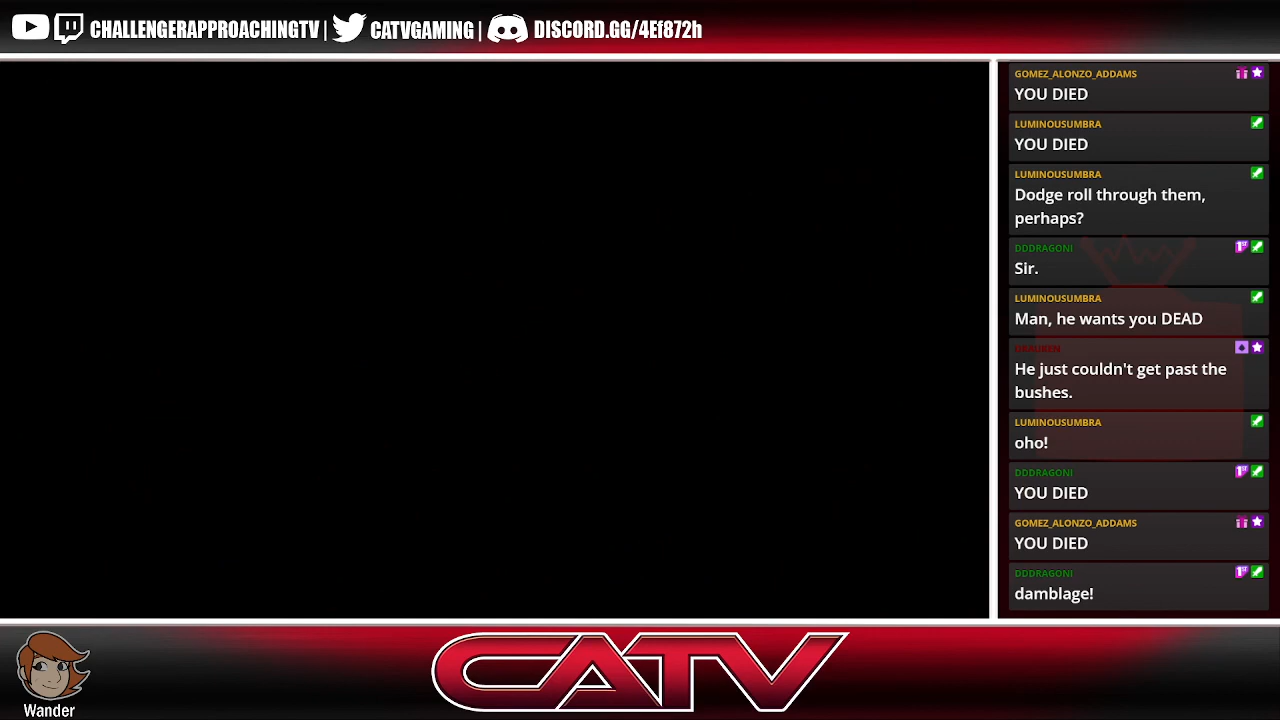 CHALLENGERAPPROACHINGTV | CATVGAMING | DISCORD.GG/4Ef872h
GOMEZ_ALONZO_ADDAMS
YOU DIED
LUMINOUSUMBRA
YOU DIED
LUMINOUSUMBRA
Dodge roll through them,
perhaps?
DDDRAGONI
Sir.
LUMINOUSUMBRA
Man, he wants you DEAD
He just couldn't get past the
bushes.
LUMINOUSUMBRA
oho!
DDDRAGONI
YOU DIED
GOMEZ_ALONZO_ADDAMS
YOU DIED
DDDRAGONI
damblage!
Wander
CATV